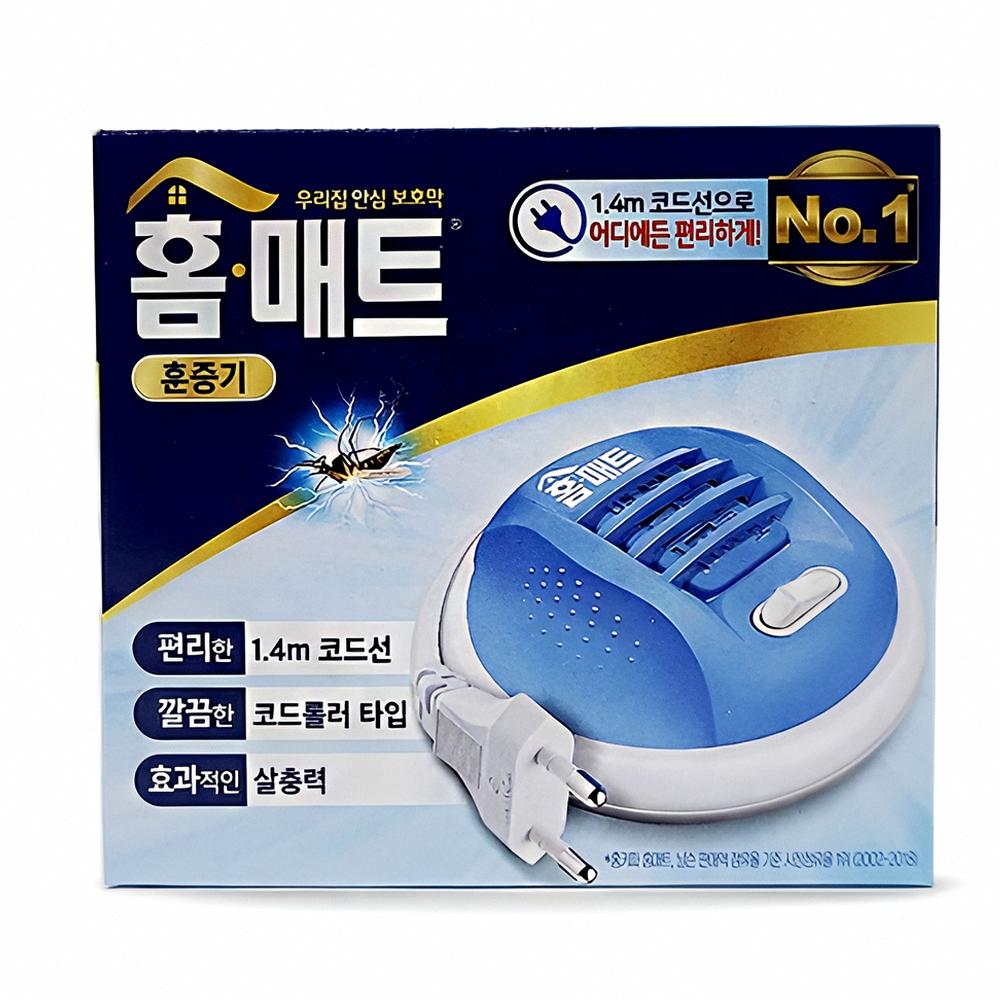 우리집 안심 보호막
홈·매트®
훈증기
1.4m 코드선으로
어디에든 편리하게!
No.1
홈·매트
편리한 1.4m 코드선
깔끔한 코드롤러 타입
효과적인 살충력
(2002-2018)